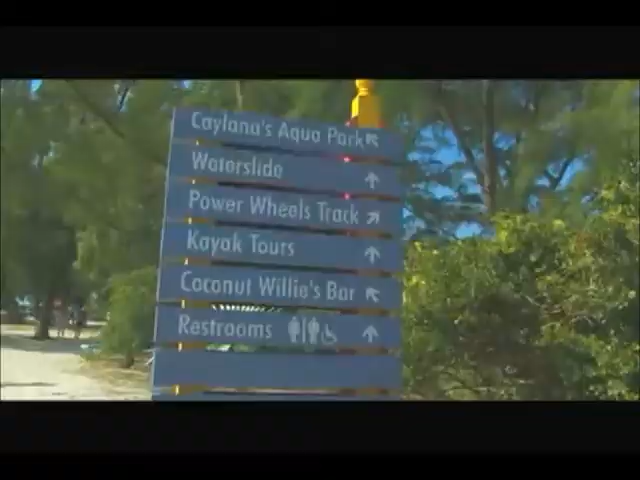 Caylana's Aqua Park
Waterslide
Power Wheels Track
Kayak Tours
Coconut Willie's Bar
Restrooms